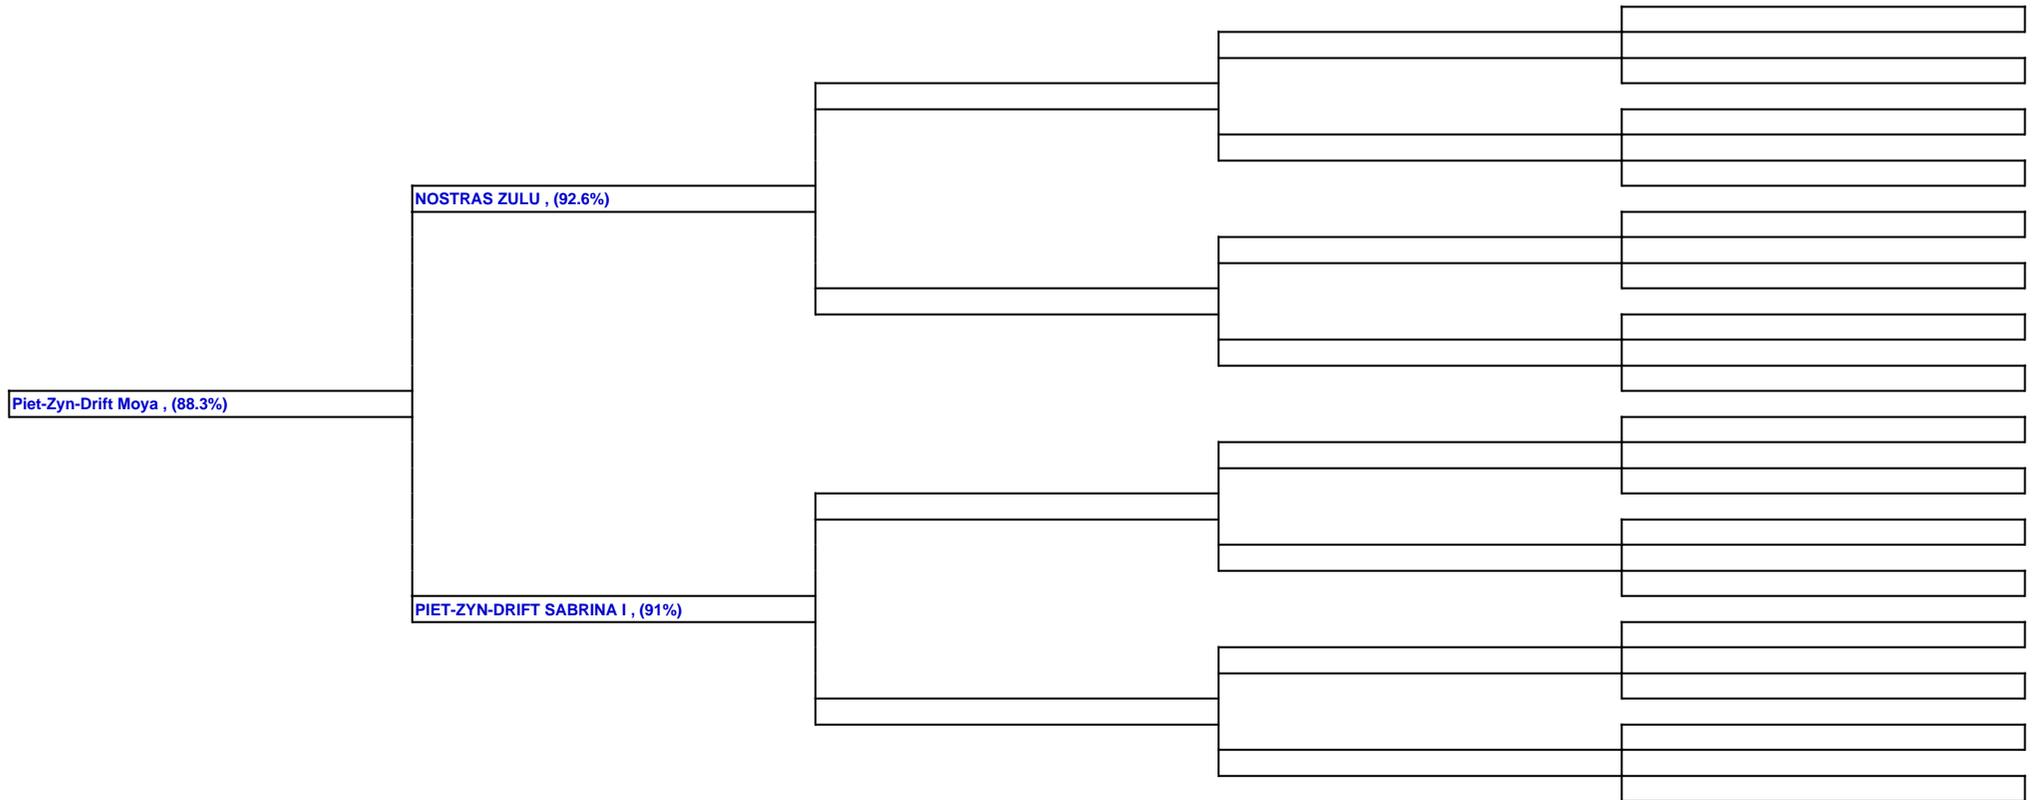 NOSTRAS ZULU , (92.6%)
Piet-Zyn-Drift Moya , (88.3%)
PIET-ZYN-DRIFT SABRINA I , (91%)